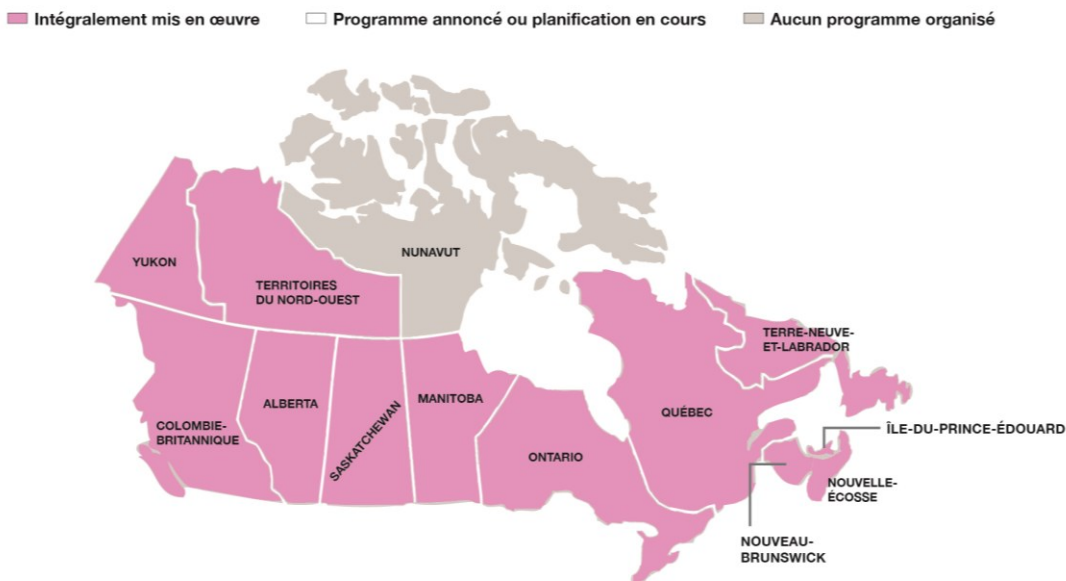 Intégralement mis en œuvre
Programme annoncé ou planification en cours
Aucun programme organisé
NUNAVUT
YUKON
TERRITOIRES
DU NORD-OUEST
TERRE-NEUVE-
ET-LABRADOR
COLOMBIE-
BRITANNIQUE
ALBERTA
SASKATCHEWAN
MANITOBA
ONTARIO
QUÉBEC
ÎLE-DU-PRINCE-ÉDOUARD
NOUVELLE-
ÉCOSSE
NOUVEAU-
BRUNSWICK